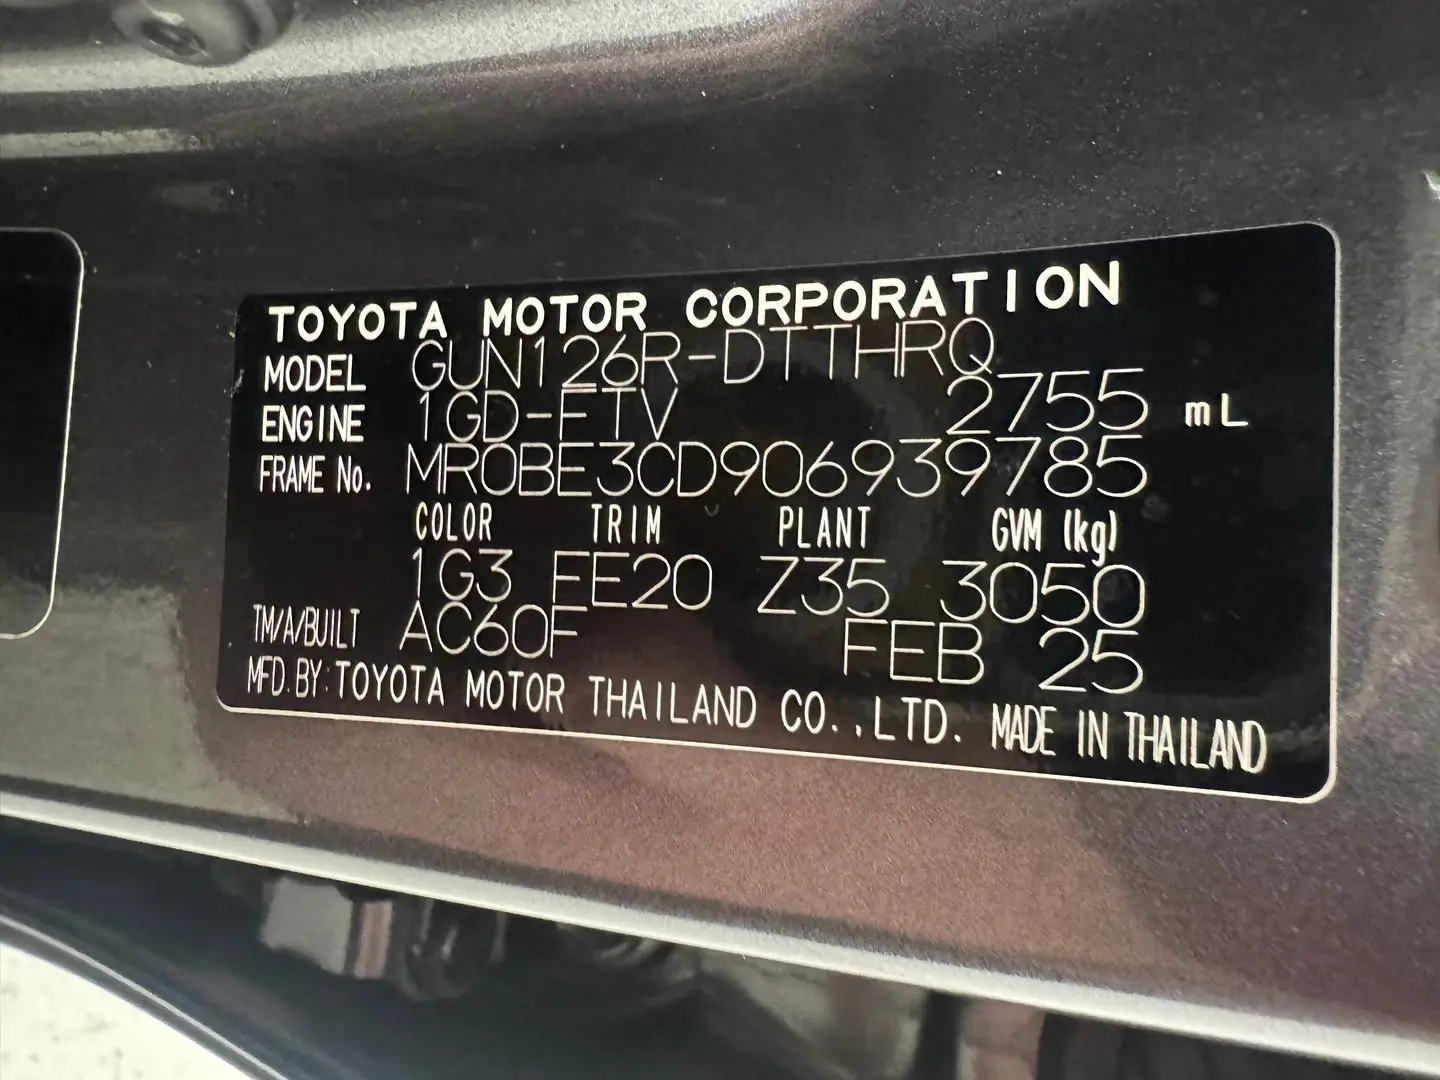 TOYOTA MOTOR CORPORATION
MODEL GUN126R-DTTHRQ
ENGINE 1GD-FTV 2755 mL
FRAME No. MR0BE3CD906939785
COLOR TRIM PLANT GVM (kg)
1G3 FE20 Z35 3050
TM/A/BUILT AC60F FEB 25
MFD. BY: TOYOTA MOTOR THAILAND CO.,LTD. MADE IN THAILAND